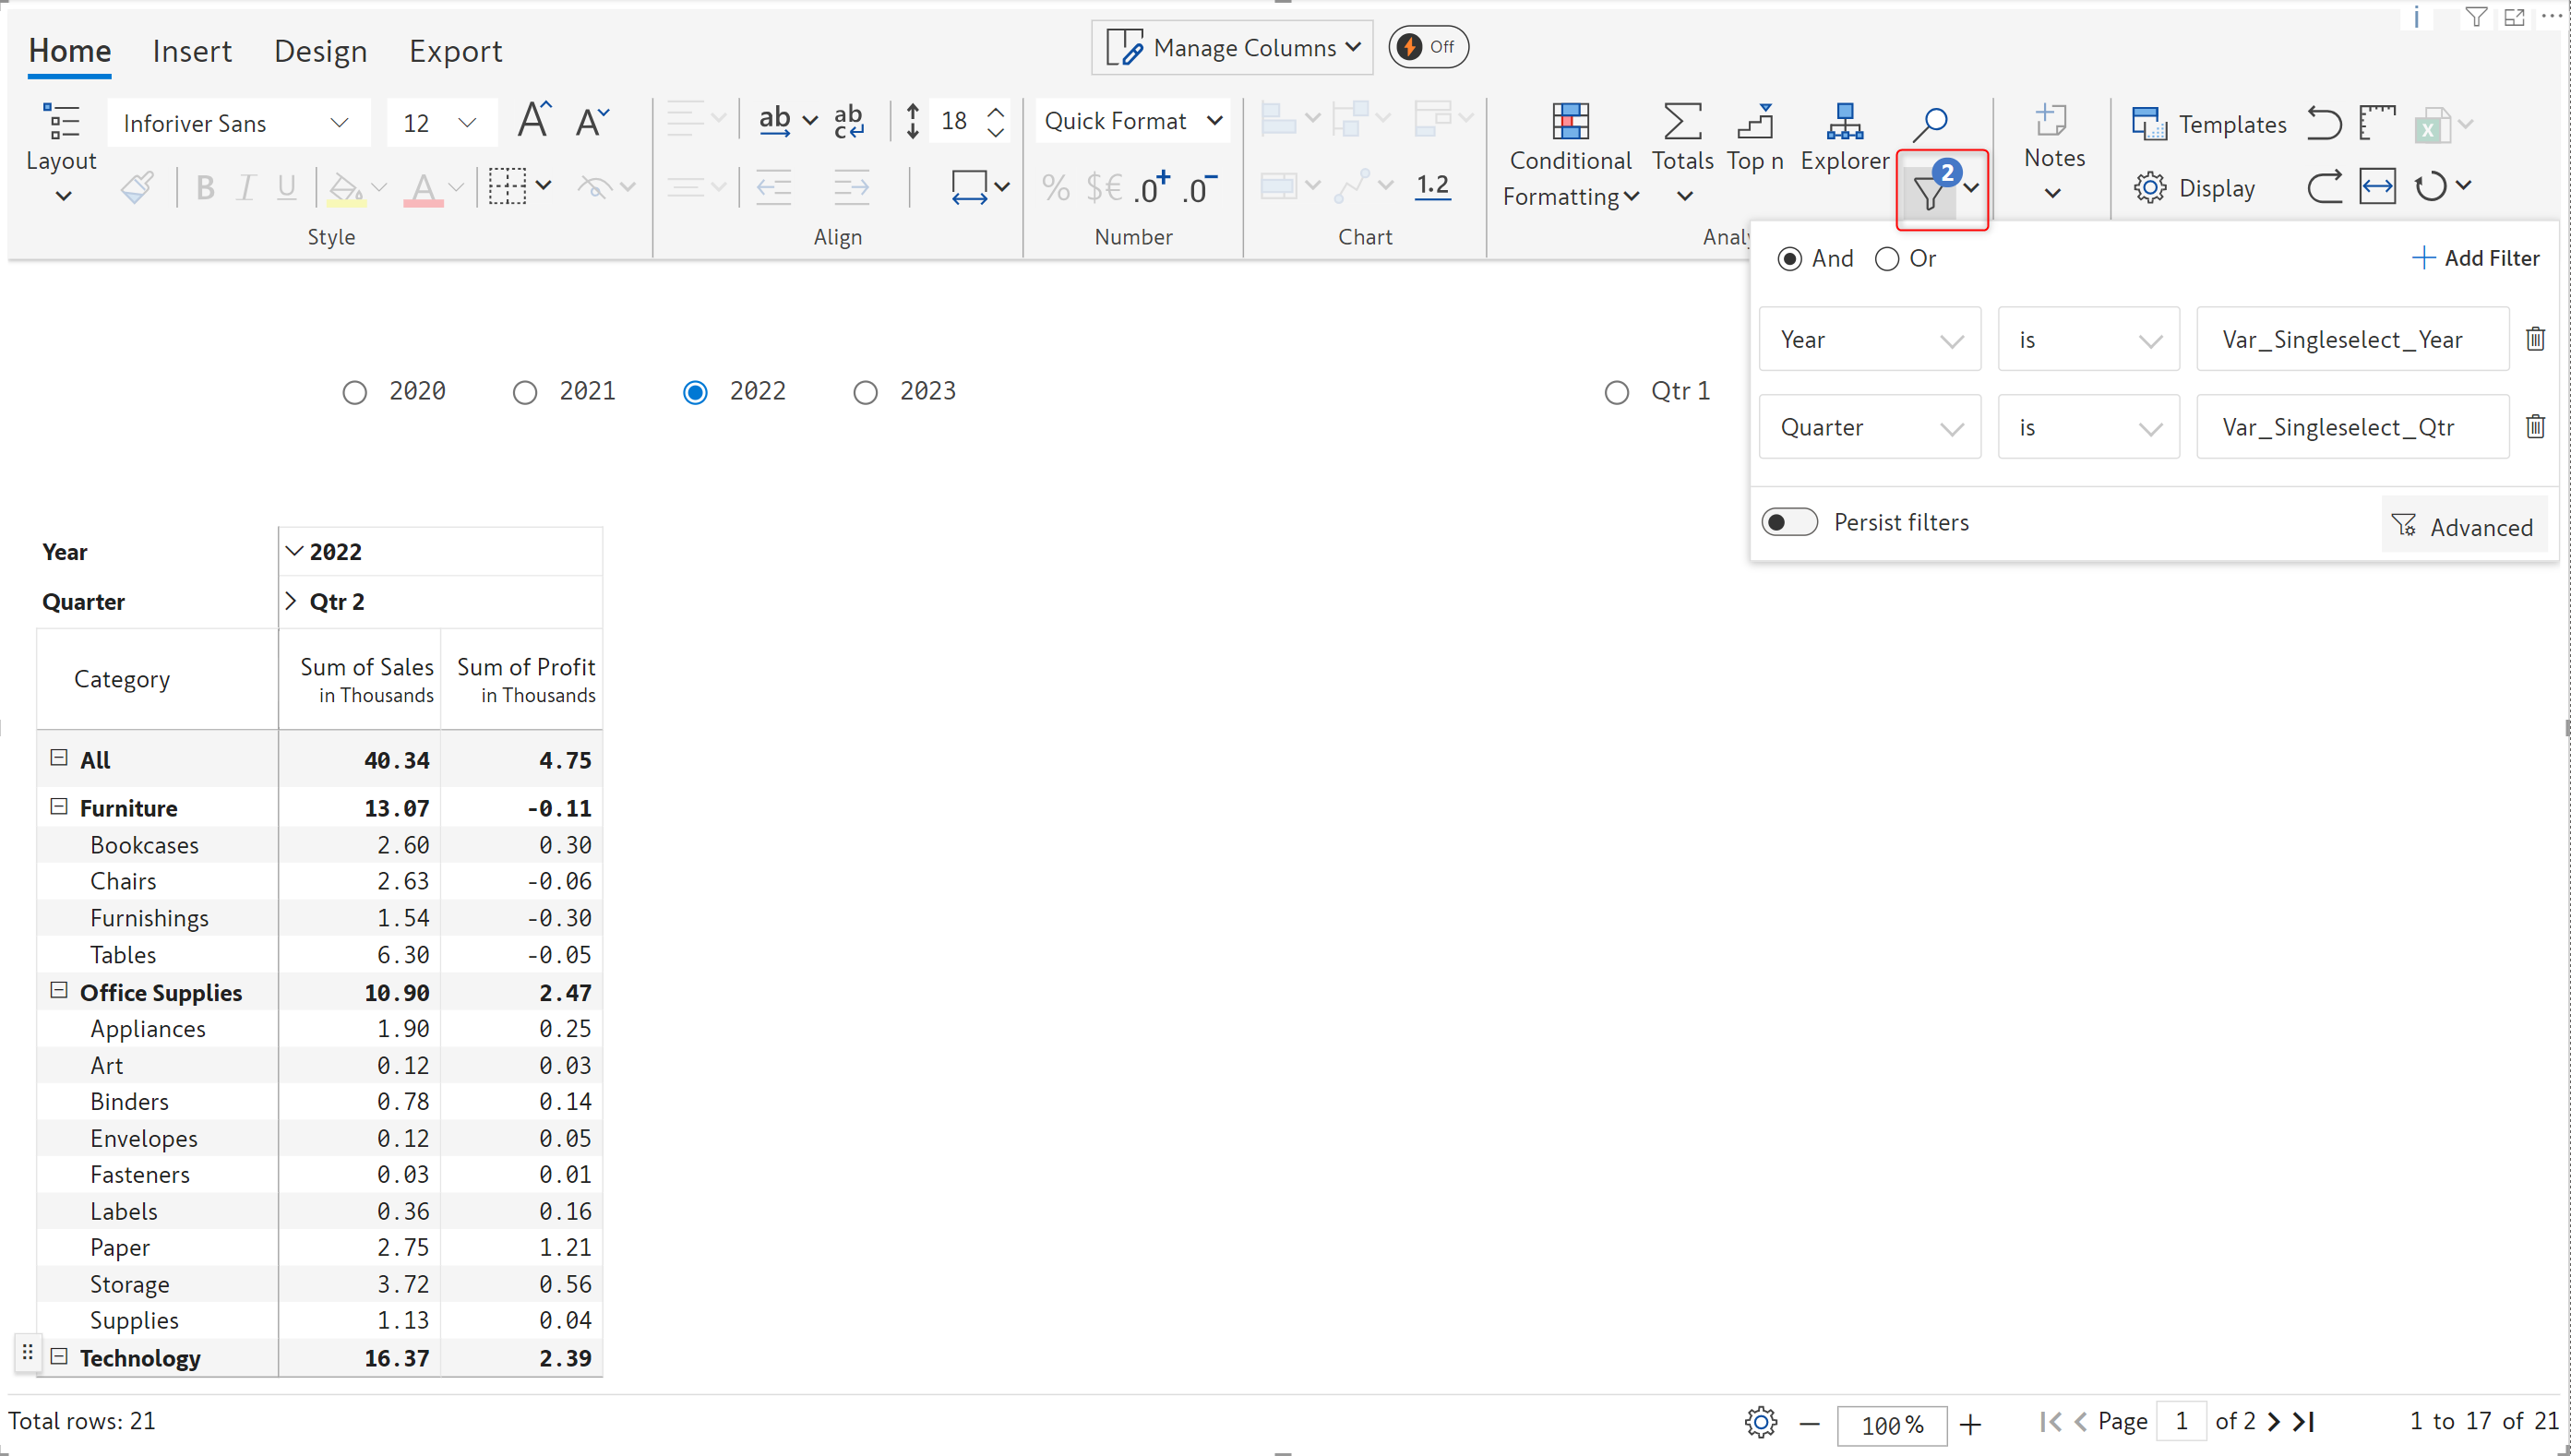 Home Insert Design Export Manage Columns Off
Layout Inforiver Sans 12 A A ab ab c 18 Quick Format Conditional Formatting Totals Top n Explorer 2 Notes Templates
B I U A % $€ .0+ .0- 1.2 Display
Style Align Number Chart Analy
And Or Add Filter
Year is Var_Singleselect_Year
Quarter is Var_Singleselect_Qtr
Persist filters Advanced
2020 2021 2022 2023 Qtr 1
Year 2022
Quarter Qtr 2
Category Sum of Sales in Thousands Sum of Profit in Thousands
All 40.34 4.75
Furniture 13.07 -0.11
Bookcases 2.60 0.30
Chairs 2.63 -0.06
Furnishings 1.54 -0.30
Tables 6.30 -0.05
Office Supplies 10.90 2.47
Appliances 1.90 0.25
Art 0.12 0.03
Binders 0.78 0.14
Envelopes 0.12 0.05
Fasteners 0.03 0.01
Labels 0.36 0.16
Paper 2.75 1.21
Storage 3.72 0.56
Supplies 1.13 0.04
Technology 16.37 2.39
Total rows: 21 100% Page 1 of 2 1 to 17 of 21